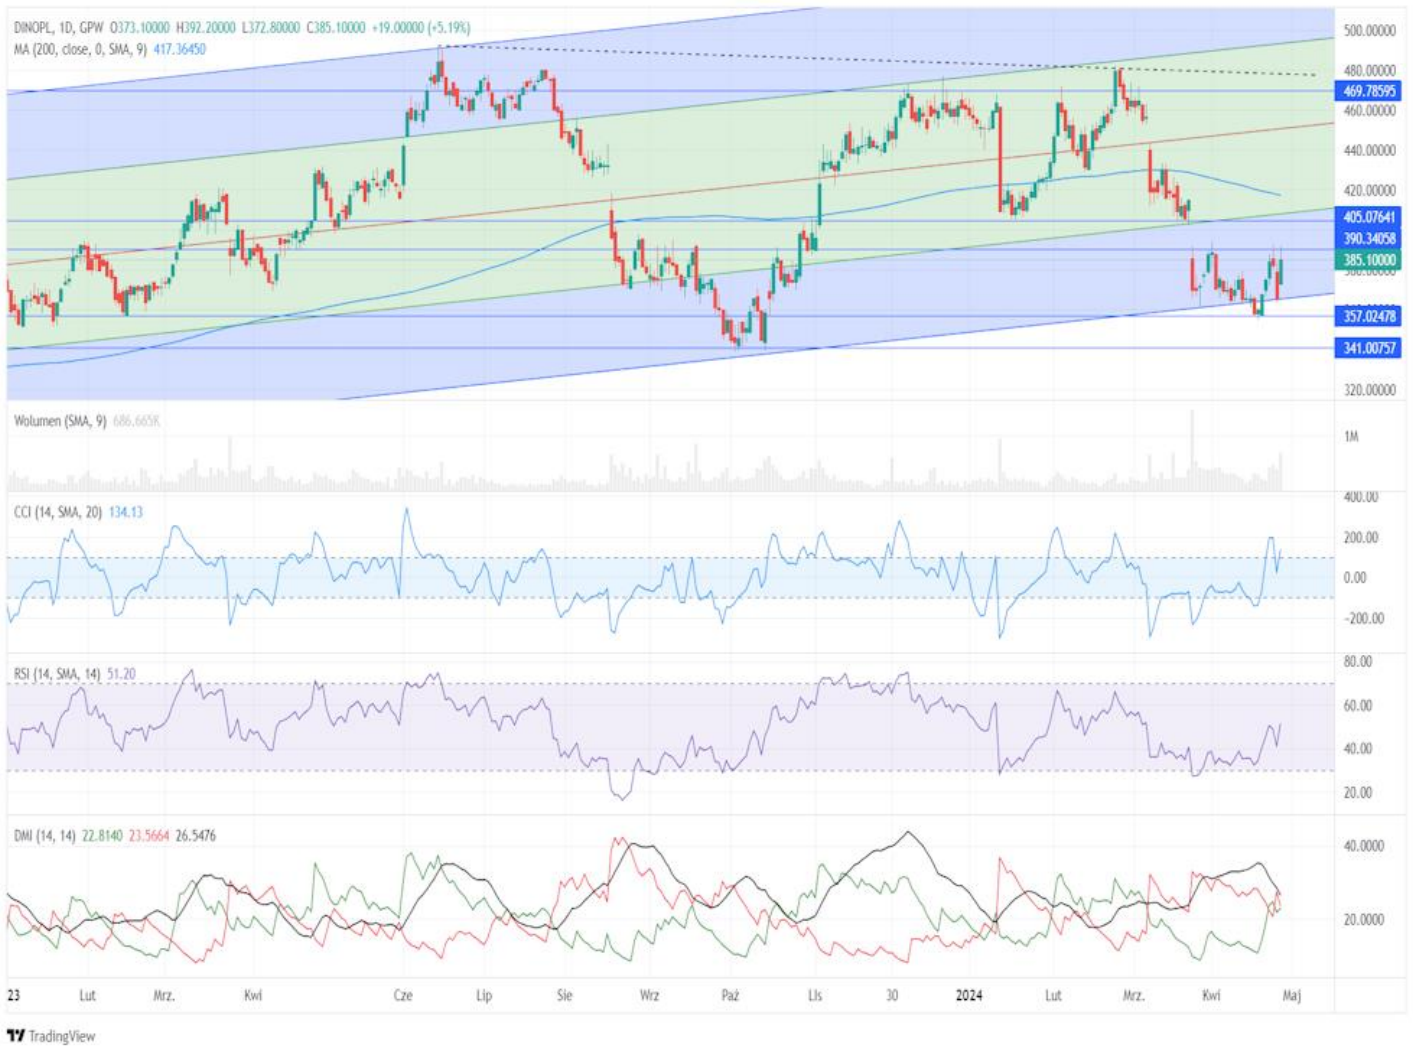 DINOPL, 1D, GPW O373.10000 H392.20000 L372.80000 C385.10000 +19.00000 (+5.19%)
MA (200, close, 0, SMA, 9) 417.36450
500.00000
480.00000
469.78595
460.00000
440.00000
420.00000
405.07641
390.34058
385.10000
380.00000
357.02478
341.00757
320.00000
Wolumen (SMA, 9) 686.665K
1M
CCI (14, SMA, 20) 134.13
400.00
200.00
0.00
-200.00
RSI (14, SMA, 14) 51.20
80.00
60.00
40.00
20.00
DMI (14, 14) 22.8140 23.5664 26.5476
40.0000
20.0000
23 Lut Mrz. Kwi Cze Lip Sie Wrz Paź Lis 30 2024 Lut Mrz. Kwi Maj
TradingView